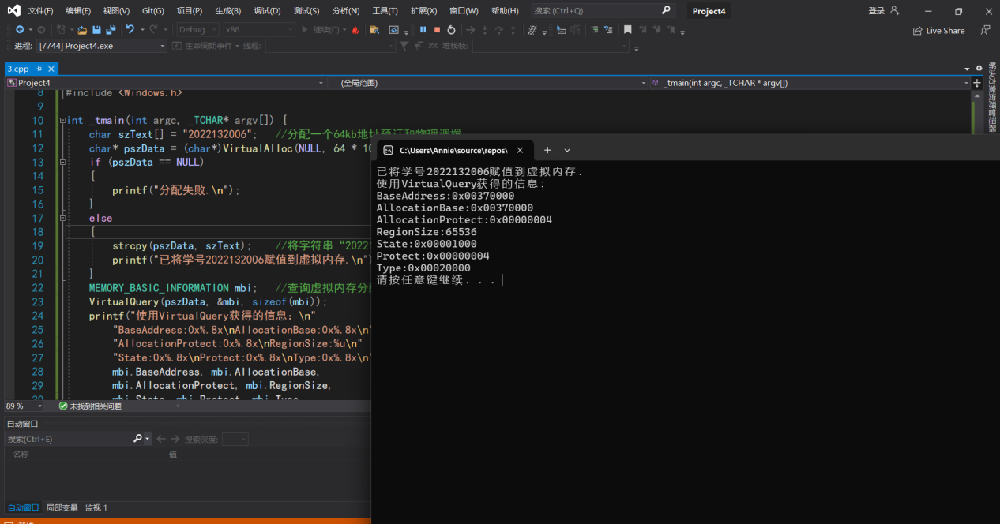 文件(F) 编辑(E) 视图(V) Git(G) 项目(P) 生成(B) 调试(D) 测试(S) 分析(N) 工具(T) 扩展(X) 窗口(W) 帮助(H) 搜索 (Ctrl+Q) Project4 登录
Debug x86 继续(C) Live Share
进程: [7744] Project4.exe 生命周期事件 线程: 堆栈帧:
3.cpp
解决方案资源管理器
Project4 (全局范围) _tmain(int argc, _TCHAR * argv[])
8 #include <Windows.h>
9
10 int _tmain(int argc, _TCHAR* argv[]) {
11 char szText[] = "2022132006"; //分配一个64kb地址预订和物理调拨
12 char* pszData = (char*)VirtualAlloc(NULL, 64 * 10
13 if (pszData == NULL)
14 {
15 printf("分配失败.\n");
16 }
17 else
18 {
19 strcpy(pszData, szText); //将字符串“2022
20 printf("已将学号2022132006赋值到虚拟内存.\n")
21 }
22 MEMORY_BASIC_INFORMATION mbi; //查询虚拟内存分配
23 VirtualQuery(pszData, &mbi, sizeof(mbi));
24 printf("使用VirtualQuery获得的信息：\n"
25 "BaseAddress:0x%.8x\nAllocationBase:0x%.8x\n"
26 "AllocationProtect:0x%.8x\nRegionSize:%u\n"
27 "State:0x%.8x\nProtect:0x%.8x\nType:0x%.8x\n"
28 mbi.BaseAddress, mbi.AllocationBase,
29 mbi.AllocationProtect, mbi.RegionSize,
30 mbi.State, mbi.Protect, mbi.Type
89 % 未找到相关问题
自动窗口
搜索(Ctrl+E) 搜索深度:
名称 值
自动窗口 局部变量 监视 1
C:\Users\Annie\source\repos\
已将学号2022132006赋值到虚拟内存.
使用VirtualQuery获得的信息：
BaseAddress:0x00370000
AllocationBase:0x00370000
AllocationProtect:0x00000004
RegionSize:65536
State:0x00001000
Protect:0x00000004
Type:0x00020000
请按任意键继续. . .